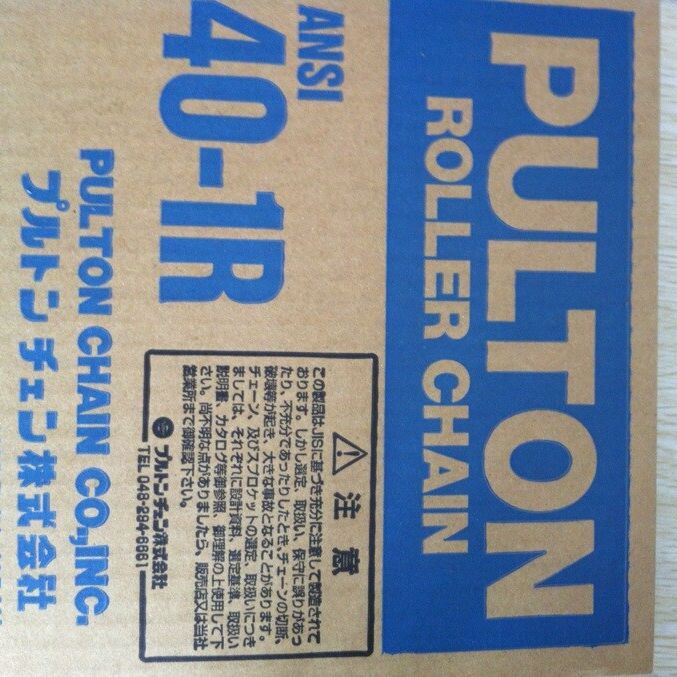 PULTON
ROLLER CHAIN
ANSI
40-1R
注意
この製品はJISに基づき充分に注意して製造されて
おります。しかし選定、取扱い、保守に誤りがあっ
たり、不充分であったりしたとき、チェーンの切断、
破壊等が起き、大きな事故となることがあります。
チェーン、及びスプロケットの選定、取扱いにつき
ましては、それぞれに設計資料、選定基準、取扱い
説明書、カタログ等御参照、御理解の上使用して下
さい。尚不明な点がありましたら、販売店又は当社
営業所まで御確認下さい。
プルトンチェン株式会社
TEL 048-294-6661
PULTON CHAIN CO.,INC.
プルトン チェン株式会社